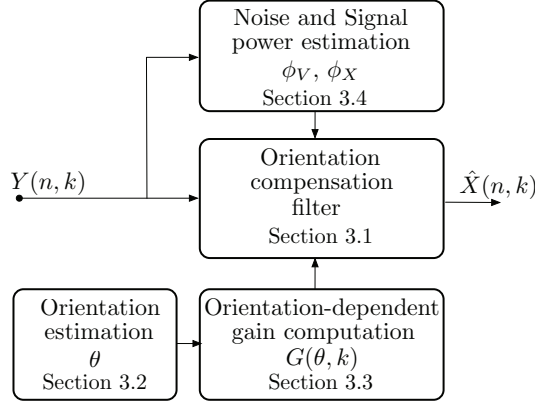 Noise and Signal
power estimation
ϕ_V, ϕ_X
Section 3.4
Y(n, k)
Orientation
compensation
filter
Section 3.1
X̂(n, k)
Orientation
estimation
θ
Section 3.2
Orientation-dependent
gain computation
G(θ, k)
Section 3.3